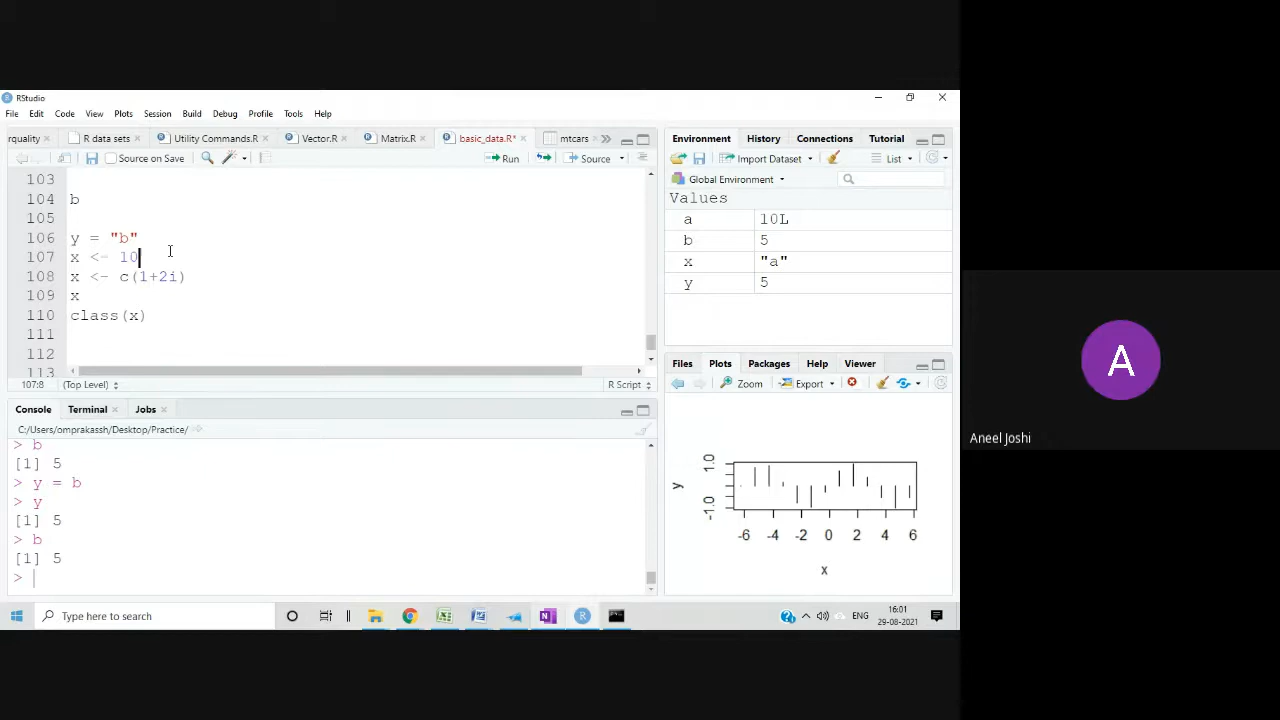 RStudio
File Edit Code View Plots Session Build Debug Profile Tools Help
rquality R data sets Utility Commands.R Vector.R Matrix.R basic_data.R* mtcars
Source on Save Run Source
103
104 b
105
106 y = "b"
107 x <- 10
108 x <- c(1+2i)
109 x
110 class(x)
111
112
113
107:8 (Top Level) R Script
Console Terminal Jobs
C:/Users/omprakassh/Desktop/Practice/
> b
[1] 5
> y = b
> y
[1] 5
> b
[1] 5
>
Environment History Connections Tutorial
Import Dataset List
Global Environment
Values
a 10L
b 5
x "a"
y 5
Files Plots Packages Help Viewer
Zoom Export
y
1.0
-1.0
-6 -4 -2 0 2 4 6
x
Type here to search
ENG
16:01
29-08-2021
A
Aneel Joshi